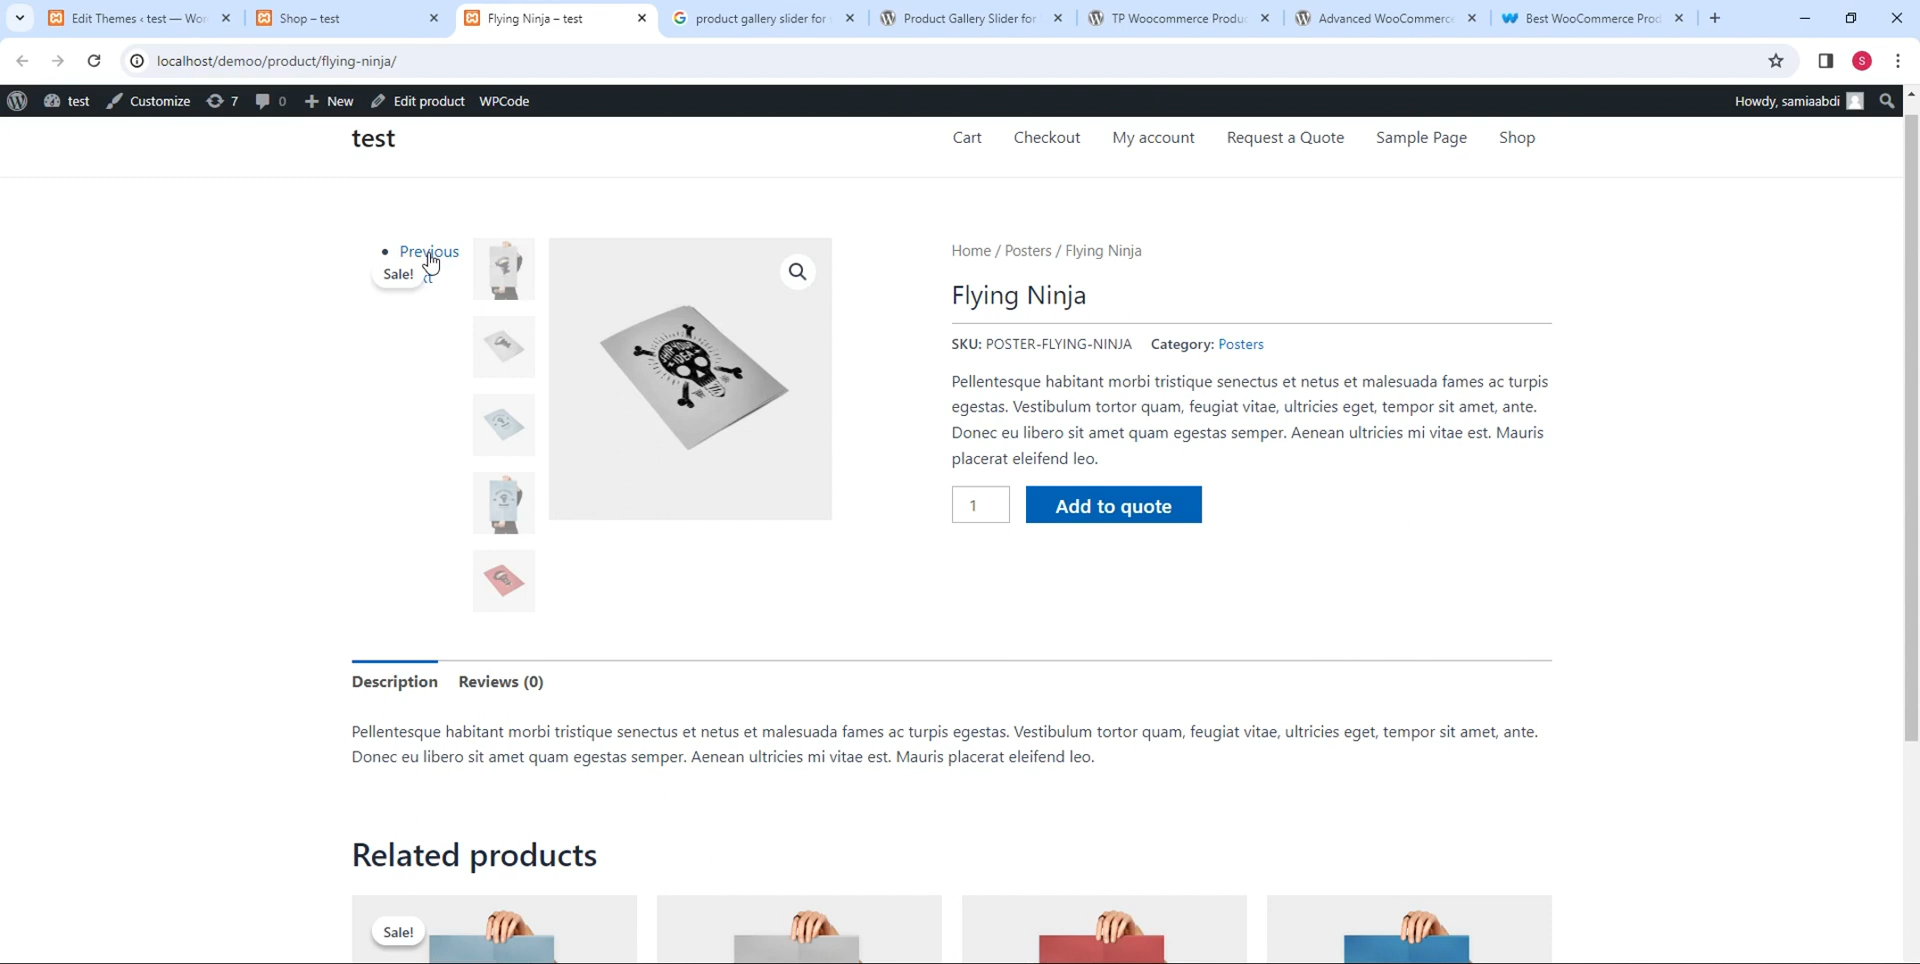 Edit Themes ‹ test — Wor
Shop – test
Flying Ninja – test
product gallery slider for
Product Gallery Slider for
TP Woocommerce Produc
Advanced WooCommerc
Best WooCommerce Prod
localhost/demoo/product/flying-ninja/
S
test
Customize
7
0
New
Edit product
WPCode
Howdy, samiaabdi
test
Cart
Checkout
My account
Request a Quote
Sample Page
Shop
Previous
Sale!
Home / Posters / Flying Ninja
Flying Ninja
SKU: POSTER-FLYING-NINJA Category: Posters
Pellentesque habitant morbi tristique senectus et netus et malesuada fames ac turpis
egestas. Vestibulum tortor quam, feugiat vitae, ultricies eget, tempor sit amet, ante.
Donec eu libero sit amet quam egestas semper. Aenean ultricies mi vitae est. Mauris
placerat eleifend leo.
1
Add to quote
Description
Reviews (0)
Pellentesque habitant morbi tristique senectus et netus et malesuada fames ac turpis egestas. Vestibulum tortor quam, feugiat vitae, ultricies eget, tempor sit amet, ante.
Donec eu libero sit amet quam egestas semper. Aenean ultricies mi vitae est. Mauris placerat eleifend leo.
Related products
Sale!